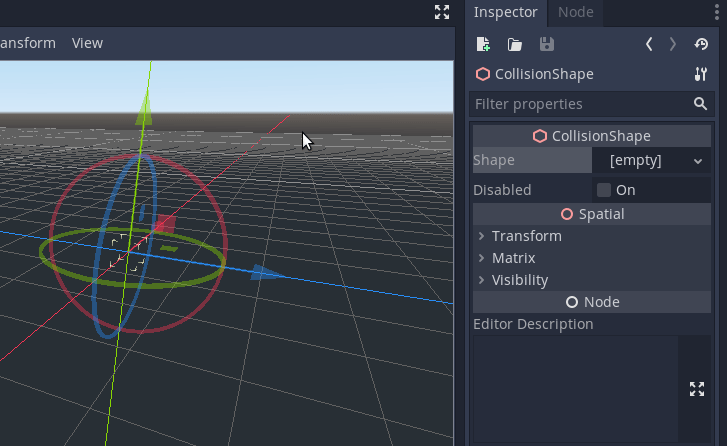 Inspector Node
ansform View
CollisionShape
Filter properties
CollisionShape
Shape [empty]
Disabled On
Spatial
Transform
Matrix
Visibility
Node
Editor Description